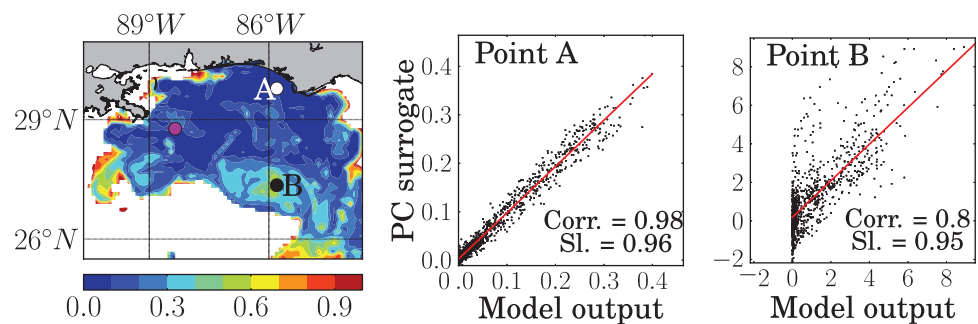 89°W 86°W
A
29°N
B
26°N
0.0 0.3 0.6 0.9
Point A
PC surrogate
0.4
0.3
0.2
0.1
0.0
Corr. = 0.98
Sl. = 0.96
0.0 0.1 0.2 0.3 0.4
Model output
Point B
8
6
4
2
0
−2
Corr. = 0.8
Sl. = 0.95
−2 0 2 4 6 8
Model output